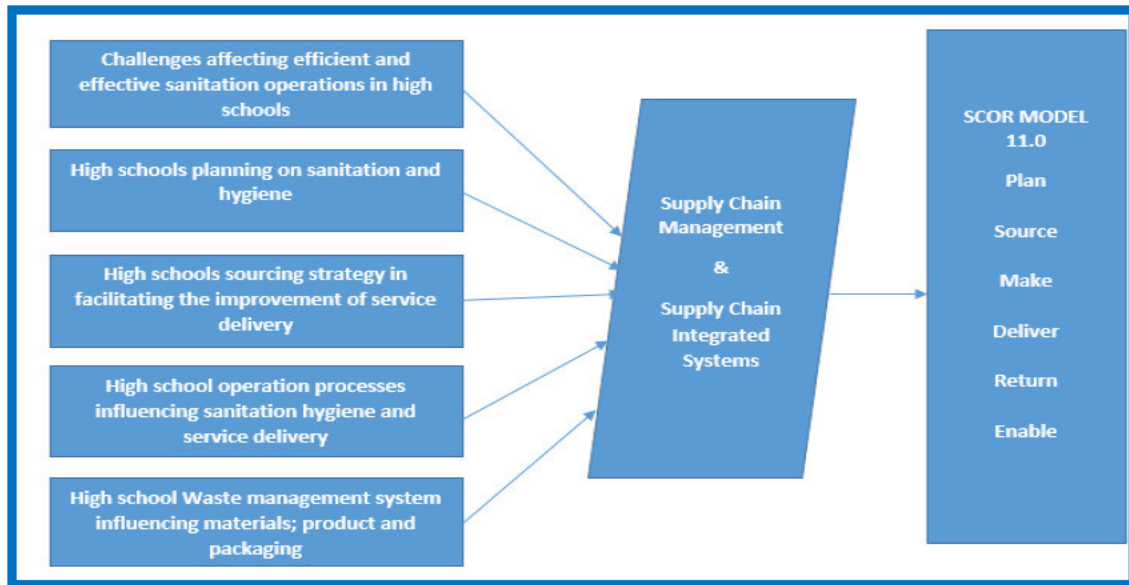 Challenges affecting efficient and
effective sanitation operations in high
schools
High schools planning on sanitation and
hygiene
High schools sourcing strategy in
facilitating the improvement of service
delivery
High school operation processes
influencing sanitation hygiene and
service delivery
High school Waste management system
influencing materials; product and
packaging
Supply Chain
Management
&
Supply Chain
Integrated
Systems
SCOR MODEL
11.0
Plan
Source
Make
Deliver
Return
Enable